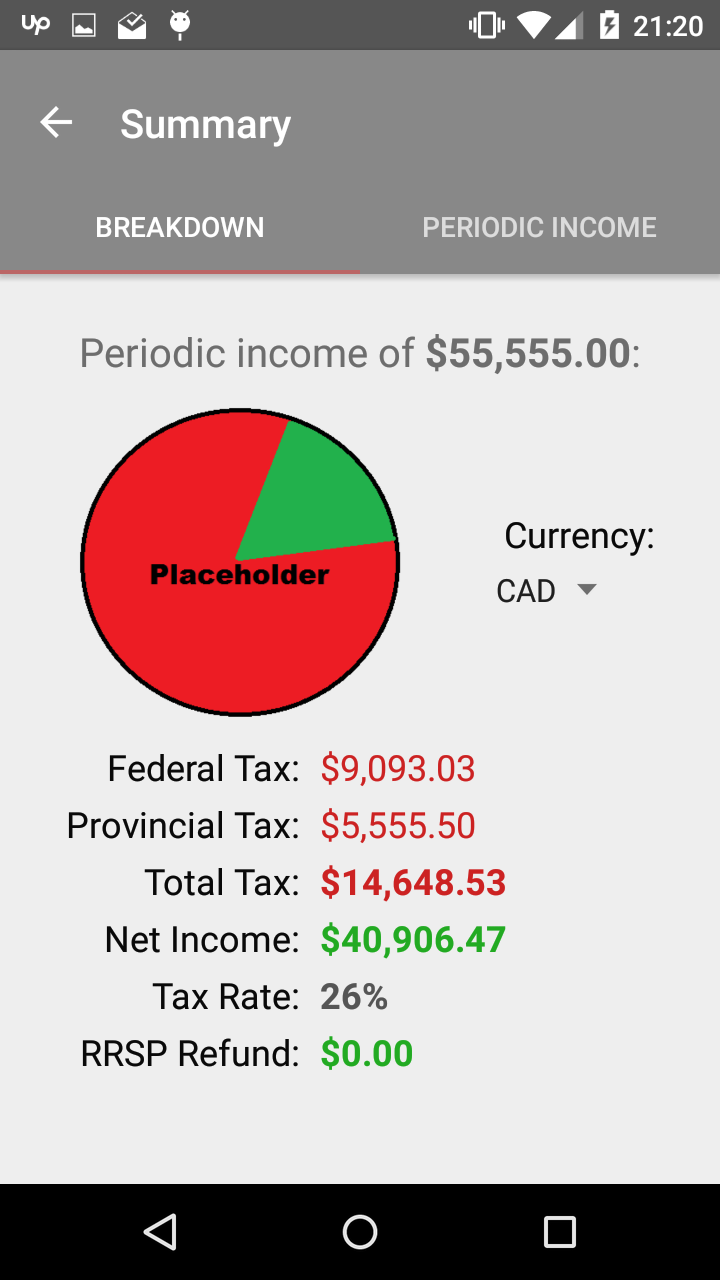 Up 21:20
Summary
BREAKDOWN PERIODIC INCOME
Periodic income of $55,555.00:
Placeholder
Currency:
CAD
Federal Tax: $9,093.03
Provincial Tax: $5,555.50
Total Tax: $14,648.53
Net Income: $40,906.47
Tax Rate: 26%
RRSP Refund: $0.00